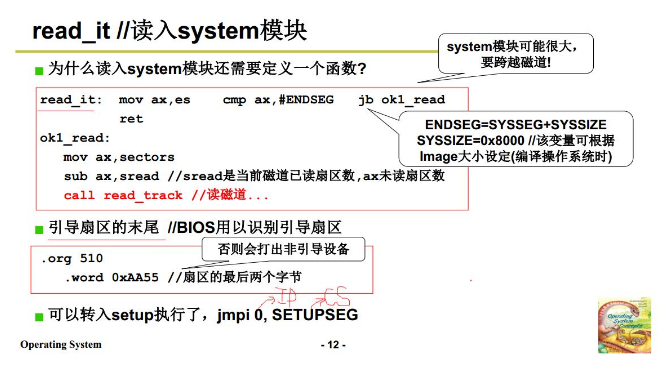 read_it //读入system模块
system模块可能很大,
要跨越磁道!
为什么读入system模块还需要定义一个函数?
read_it: mov ax,es cmp ax,#ENDSEG jb ok1_read
ret
ENDSEG=SYSSEG+SYSSIZE
SYSSIZE=0x8000 //该变量可根据
Image大小设定(编译操作系统时)
ok1_read:
mov ax,sectors
sub ax,sread //sread是当前磁道已读扇区数,ax未读扇区数
call read_track //读磁道...
引导扇区的末尾 //BIOS用以识别引导扇区
否则会打出非引导设备
.org 510
.word 0xAA55 //扇区的最后两个字节
IP CS
可以转入setup执行了，jmpi 0, SETUPSEG
Operating
System
Concepts
Operating System - 12 -